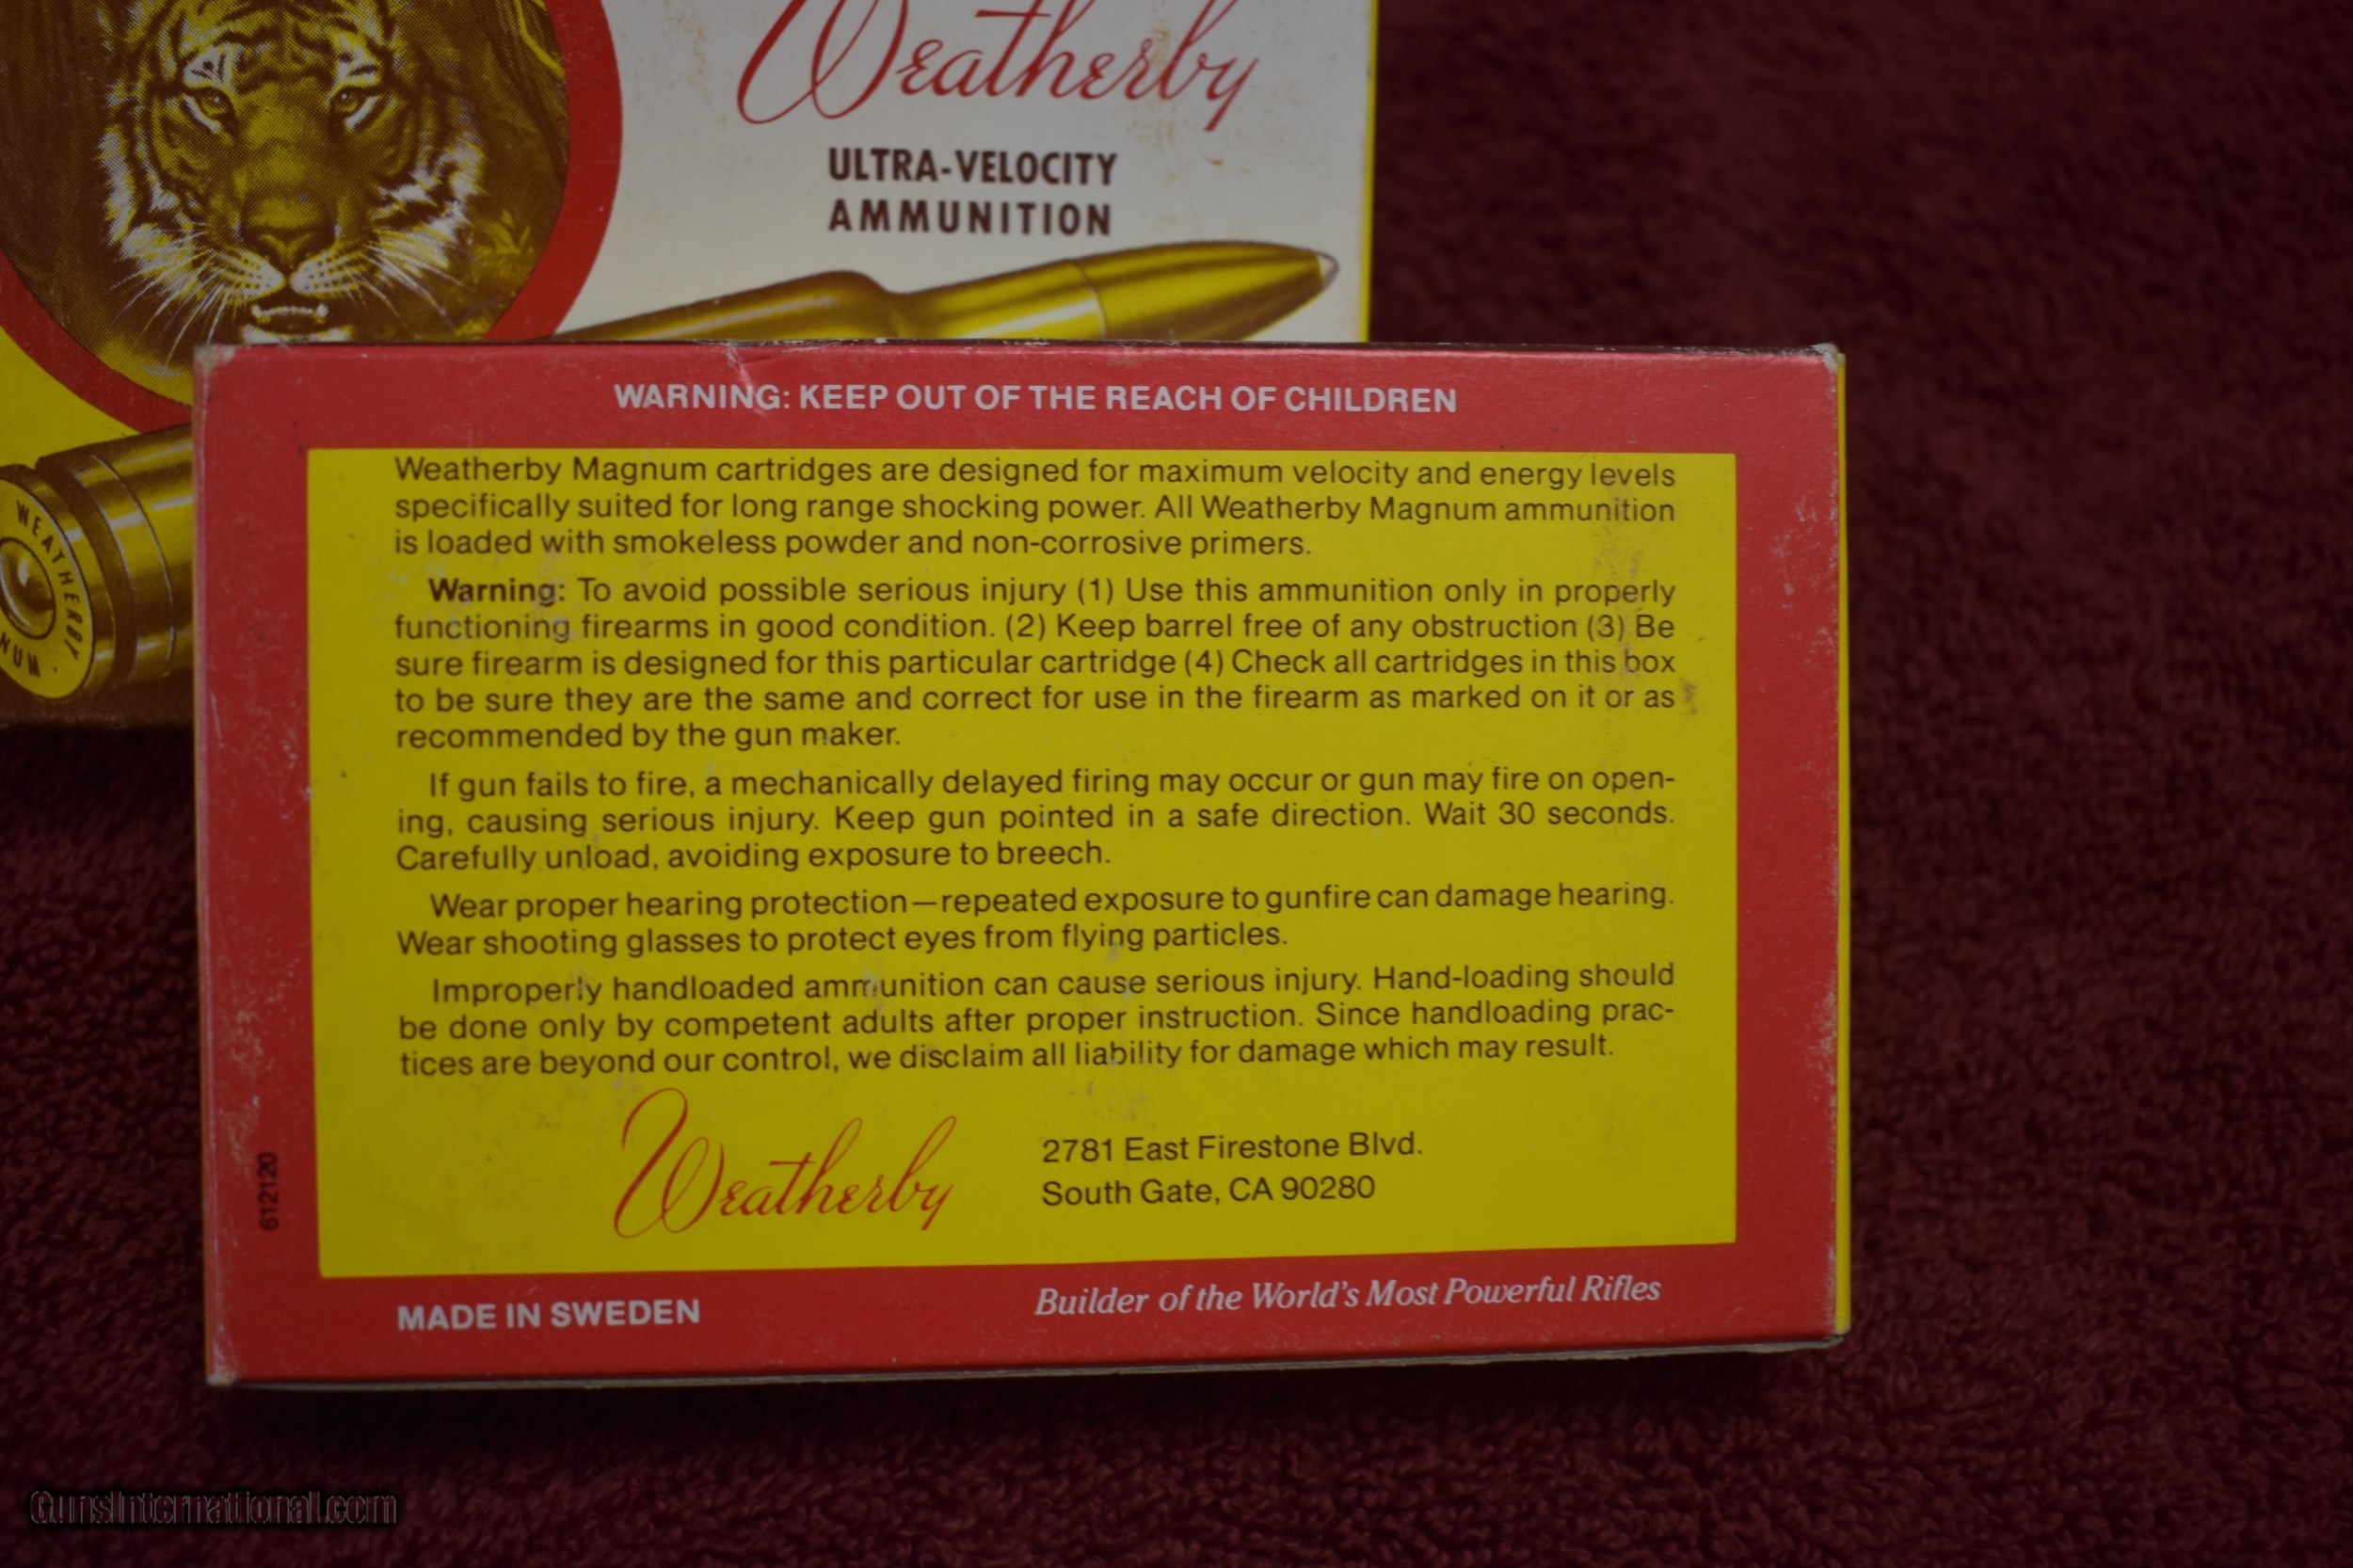 Weatherby
ULTRA-VELOCITY
AMMUNITION
WEATHERBY
WARNING: KEEP OUT OF THE REACH OF CHILDREN
Weatherby Magnum cartridges are designed for maximum velocity and energy levels
specifically suited for long range shocking power. All Weatherby Magnum ammunition
is loaded with smokeless powder and non-corrosive primers.
Warning: To avoid possible serious injury (1) Use this ammunition only in properly
functioning firearms in good condition. (2) Keep barrel free of any obstruction (3) Be
sure firearm is designed for this particular cartridge (4) Check all cartridges in this box
to be sure they are the same and correct for use in the firearm as marked on it or as
recommended by the gun maker.
If gun fails to fire, a mechanically delayed firing may occur or gun may fire on open-
ing, causing serious injury. Keep gun pointed in a safe direction. Wait 30 seconds.
Carefully unload, avoiding exposure to breech.
Wear proper hearing protection—repeated exposure to gunfire can damage hearing.
Wear shooting glasses to protect eyes from flying particles.
Improperly handloaded ammunition can cause serious injury. Hand-loading should
be done only by competent adults after proper instruction. Since handloading prac-
tices are beyond our control, we disclaim all liability for damage which may result.
Weatherby
2781 East Firestone Blvd.
South Gate, CA 90280
612120
MADE IN SWEDEN
Builder of the World's Most Powerful Rifles
GunsInternational.com